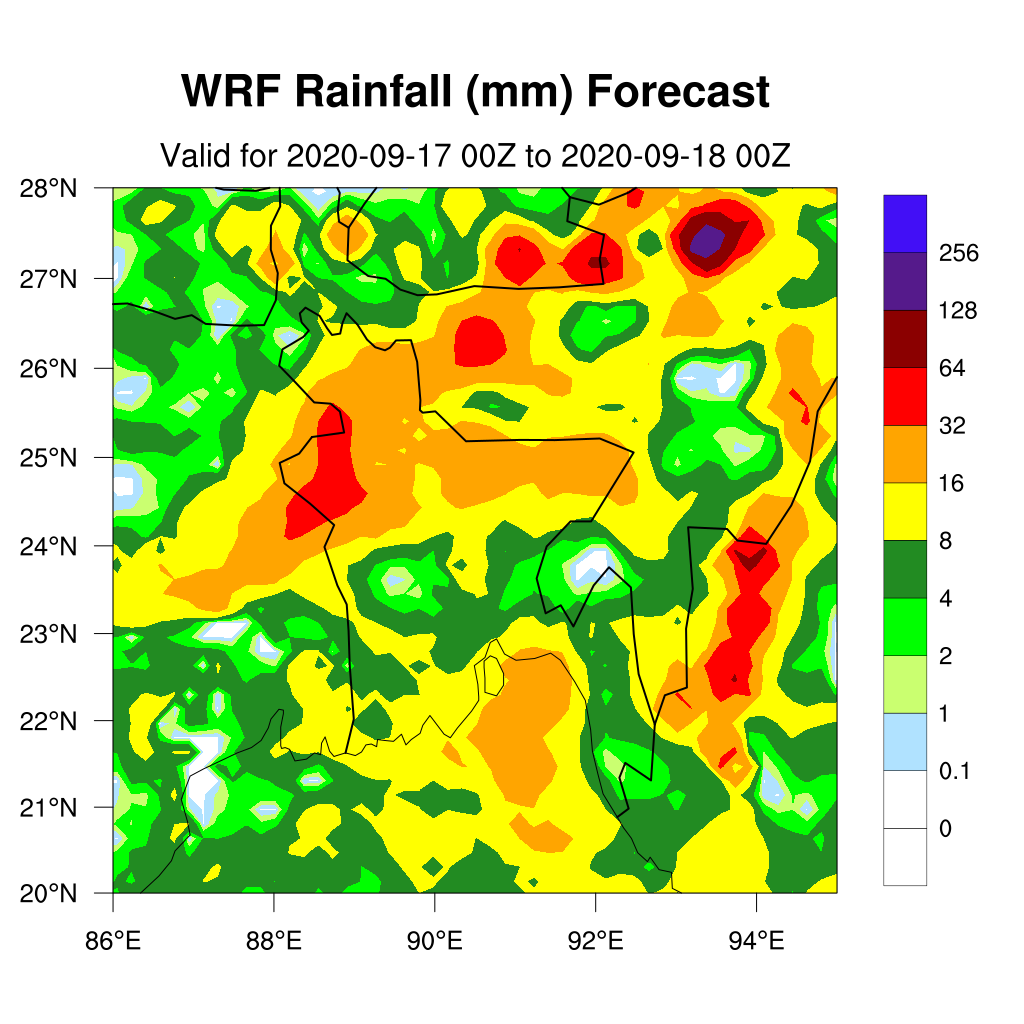 WRF Rainfall (mm) Forecast
Valid for 2020-09-17 00Z to 2020-09-18 00Z
28°N
27°N
26°N
25°N
24°N
23°N
22°N
21°N
20°N
86°E 88°E 90°E 92°E 94°E
256
128
64
32
16
8
4
2
1
0.1
0